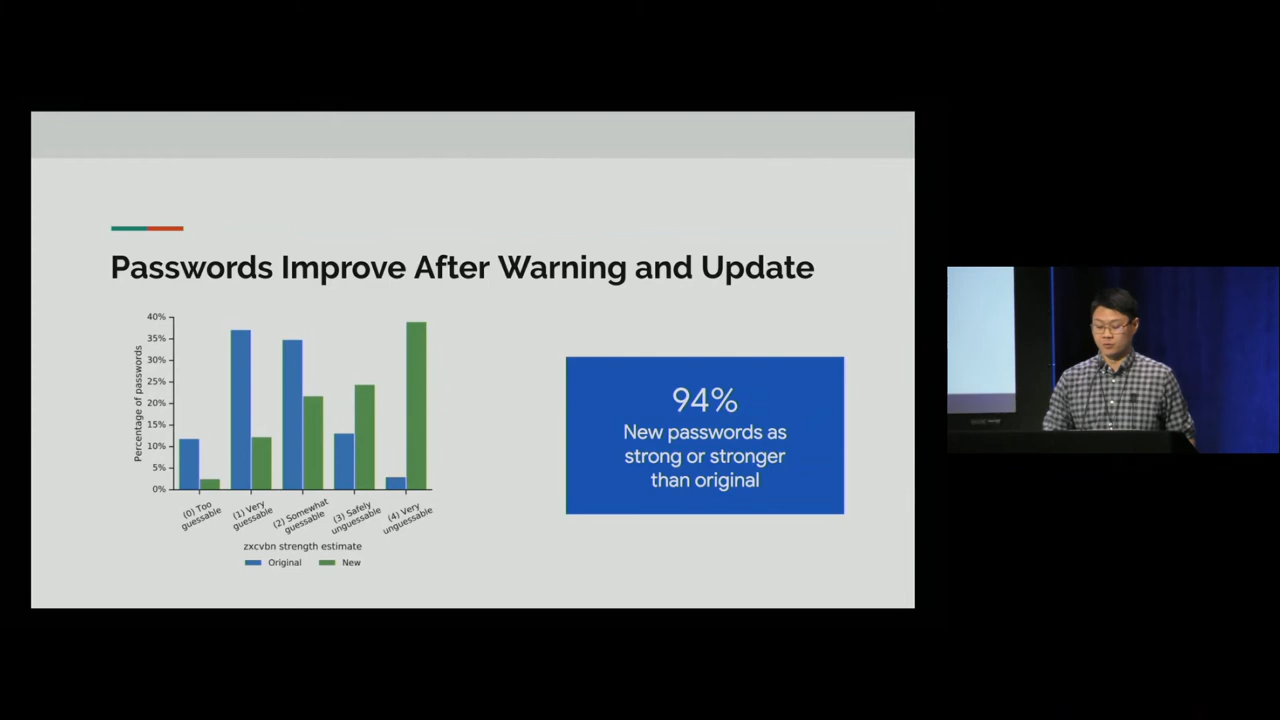 Passwords Improve After Warning and Update
40%
35%
30%
25%
20%
15%
10%
5%
0%
Percentage of passwords
(0) Too
guessable
(1) Very
guessable
(2) Somewhat
guessable
(3) Safely
unguessable
(4) Very
unguessable
zxcvbn strength estimate
Original New
94%
New passwords as
strong or stronger
than original